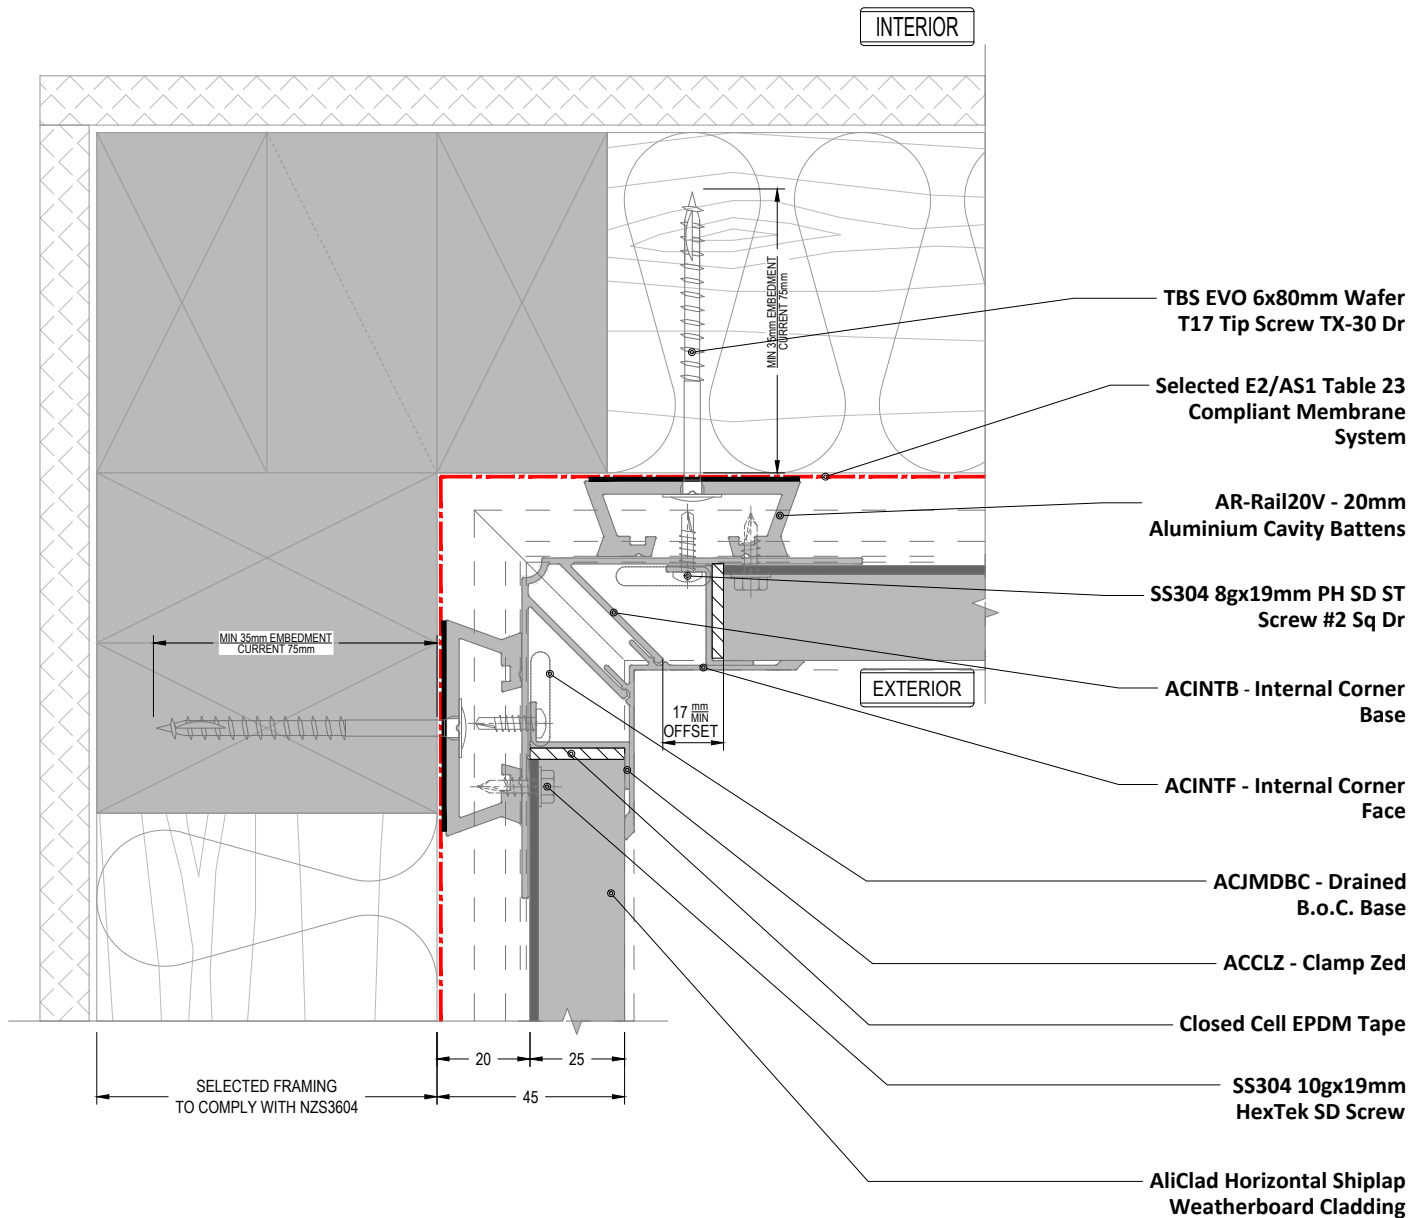 INTERIOR
MIN 35mm EMBEDMENT
CURRENT 75mm
TBS EVO 6x80mm Wafer
T17 Tip Screw TX-30 Dr
Selected E2/AS1 Table 23
Compliant Membrane
System
AR-Rail20V - 20mm
Aluminium Cavity Battens
SS304 8gx19mm PH SD ST
Screw #2 Sq Dr
MIN 35mm EMBEDMENT
CURRENT 75mm
EXTERIOR
ACINTB - Internal Corner
Base
17 mm MIN
OFFSET
ACINTF - Internal Corner
Face
ACJMDBC - Drained
B.o.C. Base
ACCLZ - Clamp Zed
Closed Cell EPDM Tape
20
25
SELECTED FRAMING
TO COMPLY WITH NZS3604
45
SS304 10gx19mm
HexTek SD Screw
AliClad Horizontal Shiplap
Weatherboard Cladding